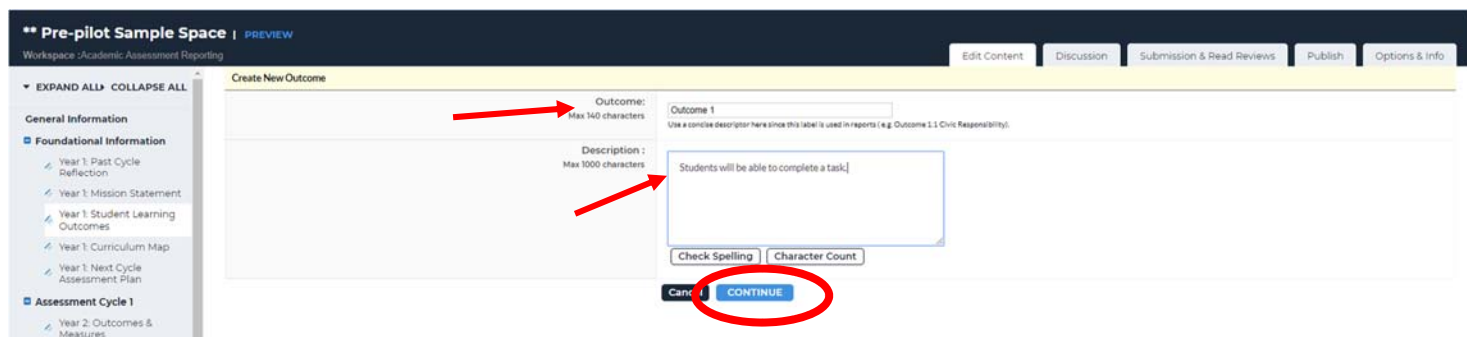 ** Pre-pilot Sample Space | PREVIEW
Workspace :Academic Assessment Reporting
Edit Content
Discussion
Submission & Read Reviews
Publish
Options & Info
EXPAND ALL COLLAPSE ALL
General Information
Foundational Information
Year 1: Past Cycle
Reflection
Year 1: Mission Statement
Year 1: Student Learning
Outcomes
Year 1: Curriculum Map
Year 1: Next Cycle
Assessment Plan
Assessment Cycle 1
Year 2: Outcomes &
Measures
Create New Outcome
Outcome:
Max 140 characters
Outcome 1
Use a concise descriptor here since this label is used in reports ( e.g. Outcome 1.1 Civic Responsibility).
Description :
Max 1000 characters
Students will be able to complete a task.
Check Spelling
Character Count
Cancel
CONTINUE